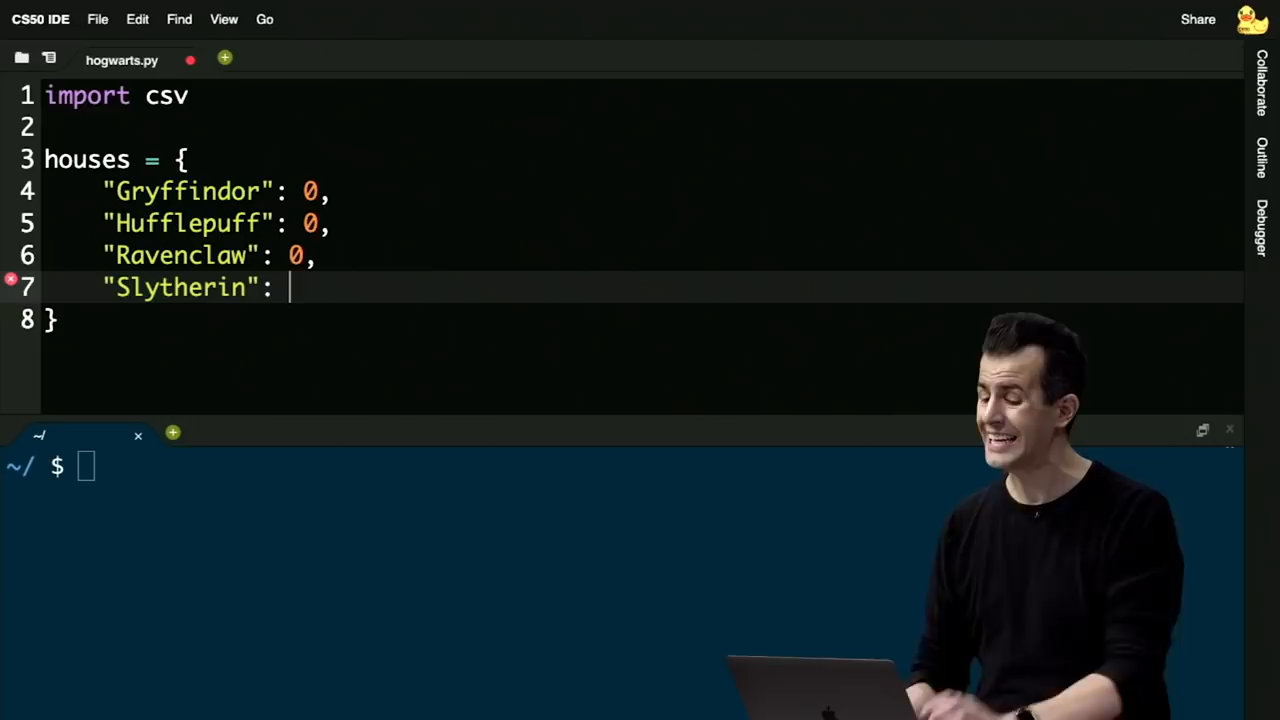 CS50 IDE File Edit Find View Go Share
hogwarts.py
1 import csv
2
3 houses = {
4 "Gryffindor": 0,
5 "Hufflepuff": 0,
6 "Ravenclaw": 0,
7 "Slytherin":
8 }
~/
~/ $
Collaborate
Outline
Debugger